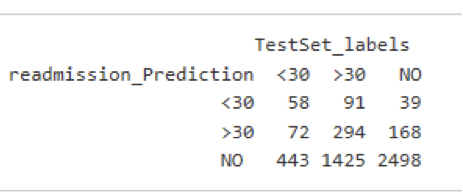 TestSet_labels
readmission_Prediction <30 >30 NO
<30 58 91 39
>30 72 294 168
NO 443 1425 2498